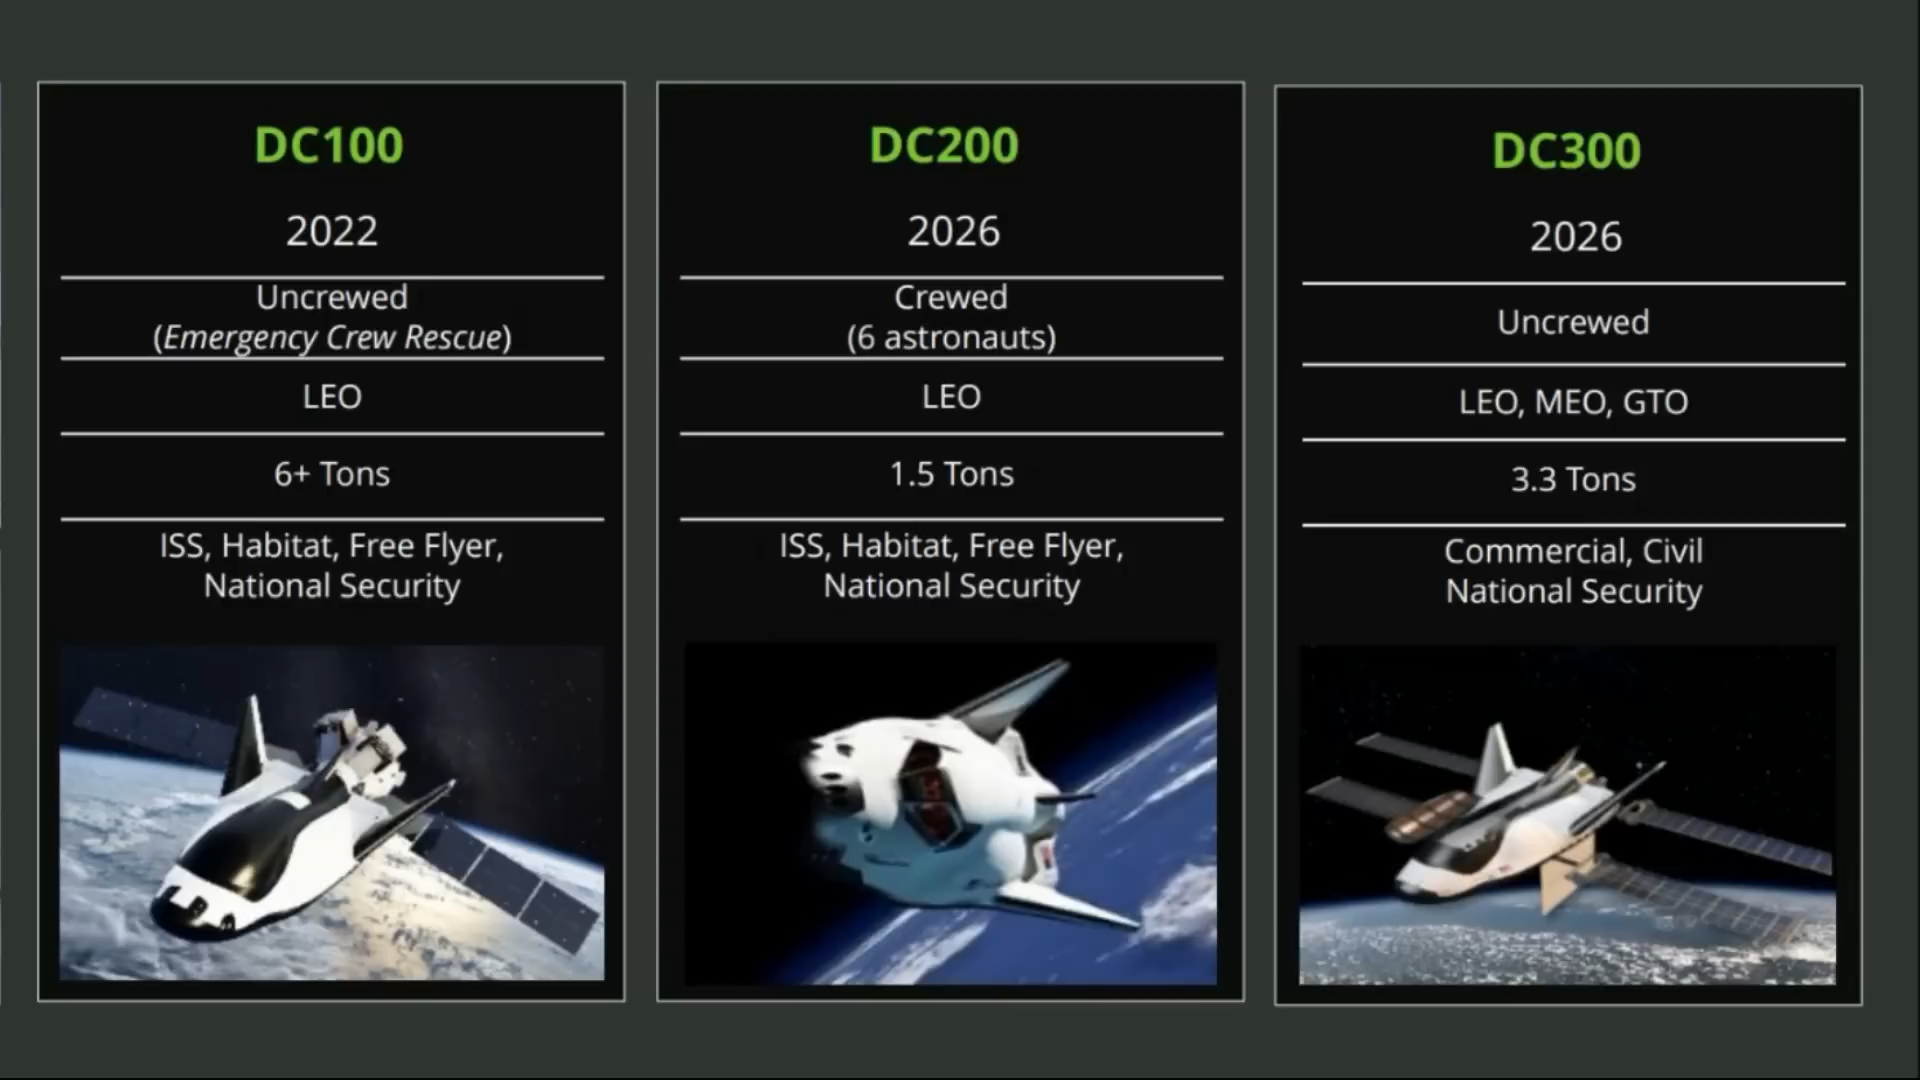 DC100
2022
Uncrewed
(Emergency Crew Rescue)
LEO
6+ Tons
ISS, Habitat, Free Flyer,
National Security
DC200
2026
Crewed
(6 astronauts)
LEO
1.5 Tons
ISS, Habitat, Free Flyer,
National Security
DC300
2026
Uncrewed
LEO, MEO, GTO
3.3 Tons
Commercial, Civil
National Security